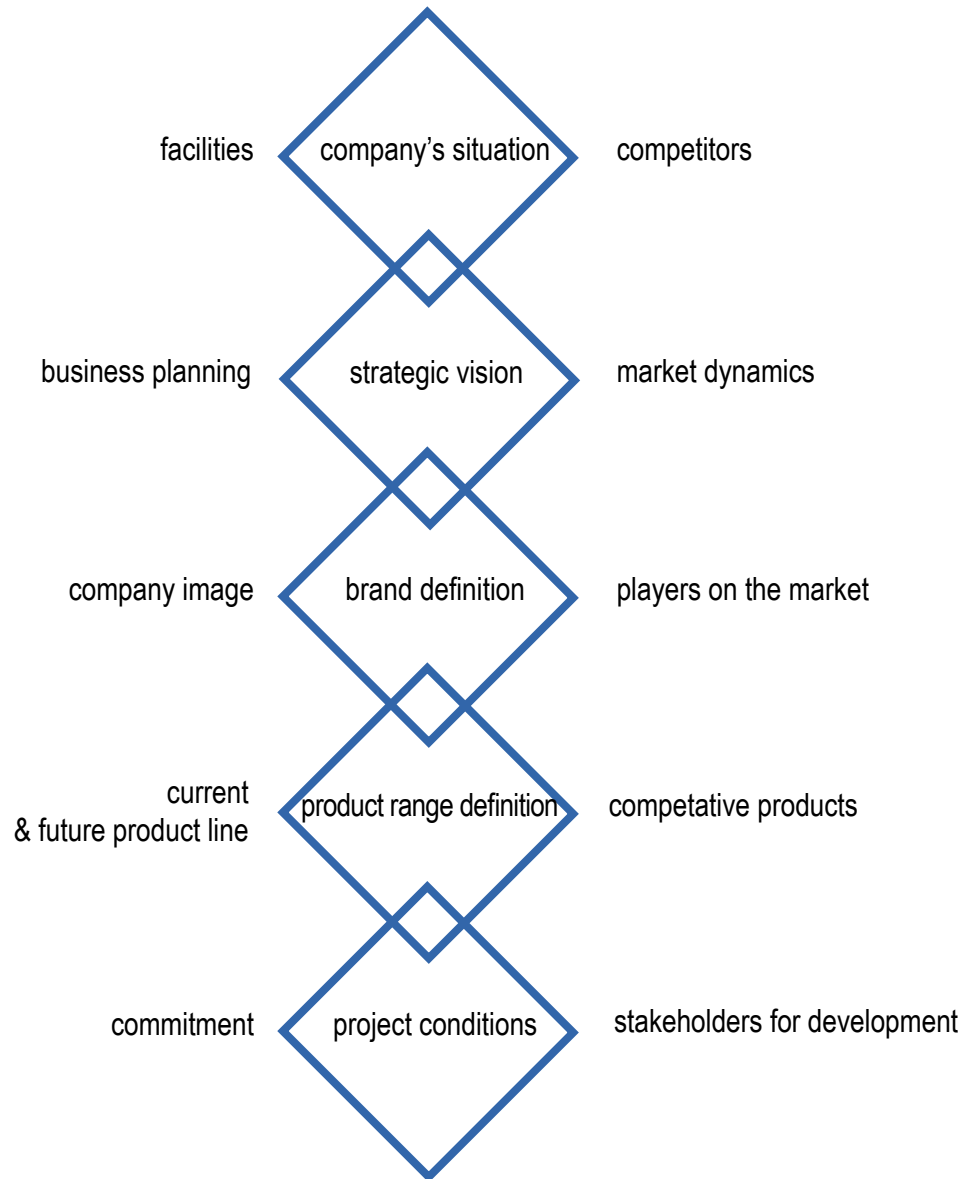 facilities
company’s situation
competitors
business planning
strategic vision
market dynamics
company image
brand definition
players on the market
current
& future product line
product range definition
competative products
commitment
project conditions
stakeholders for development